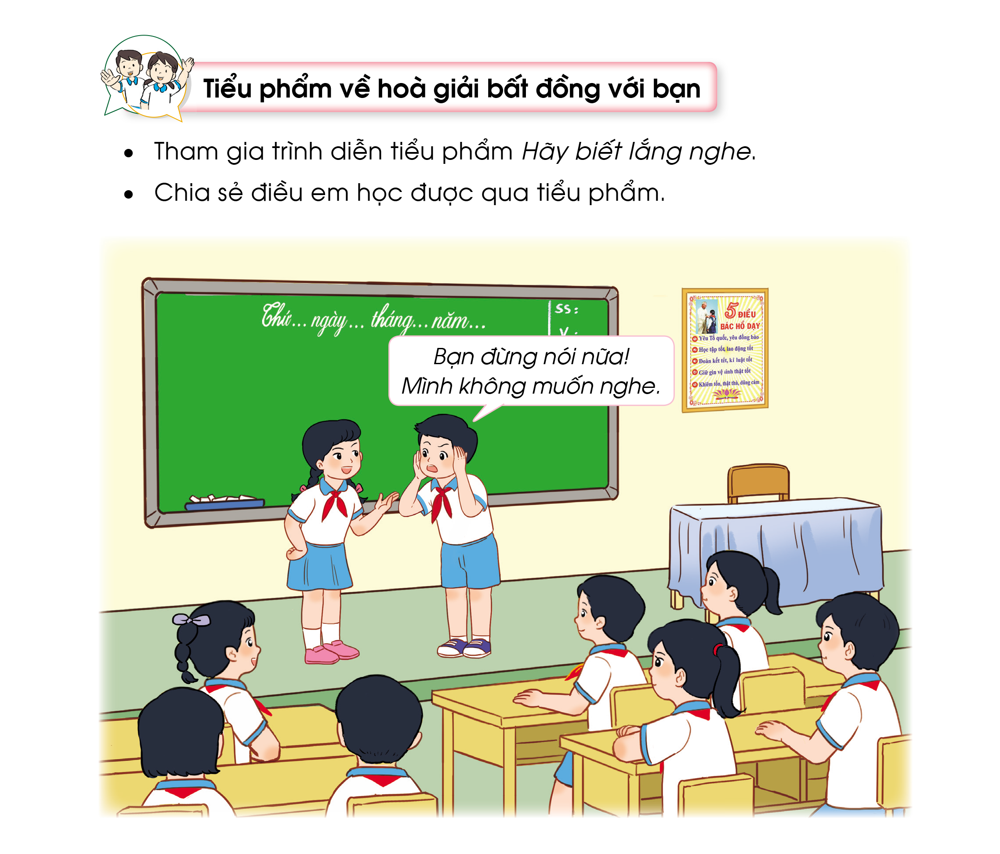 Tiểu phẩm về hoà giải bất đồng với bạn
• Tham gia trình diễn tiểu phẩm Hãy biết lắng nghe.
• Chia sẻ điều em học được qua tiểu phẩm.
Thứ... ngày... tháng... năm...
SS:
V:
Bạn đừng nói nữa!
Mình không muốn nghe.
5 ĐIỀU
BÁC HỒ DẠY
1 Yêu Tổ quốc, yêu đồng bào
2 Học tập tốt, lao động tốt
3 Đoàn kết tốt, kỉ luật tốt
4 Giữ gìn vệ sinh thật tốt
5 Khiêm tốn, thật thà, dũng cảm